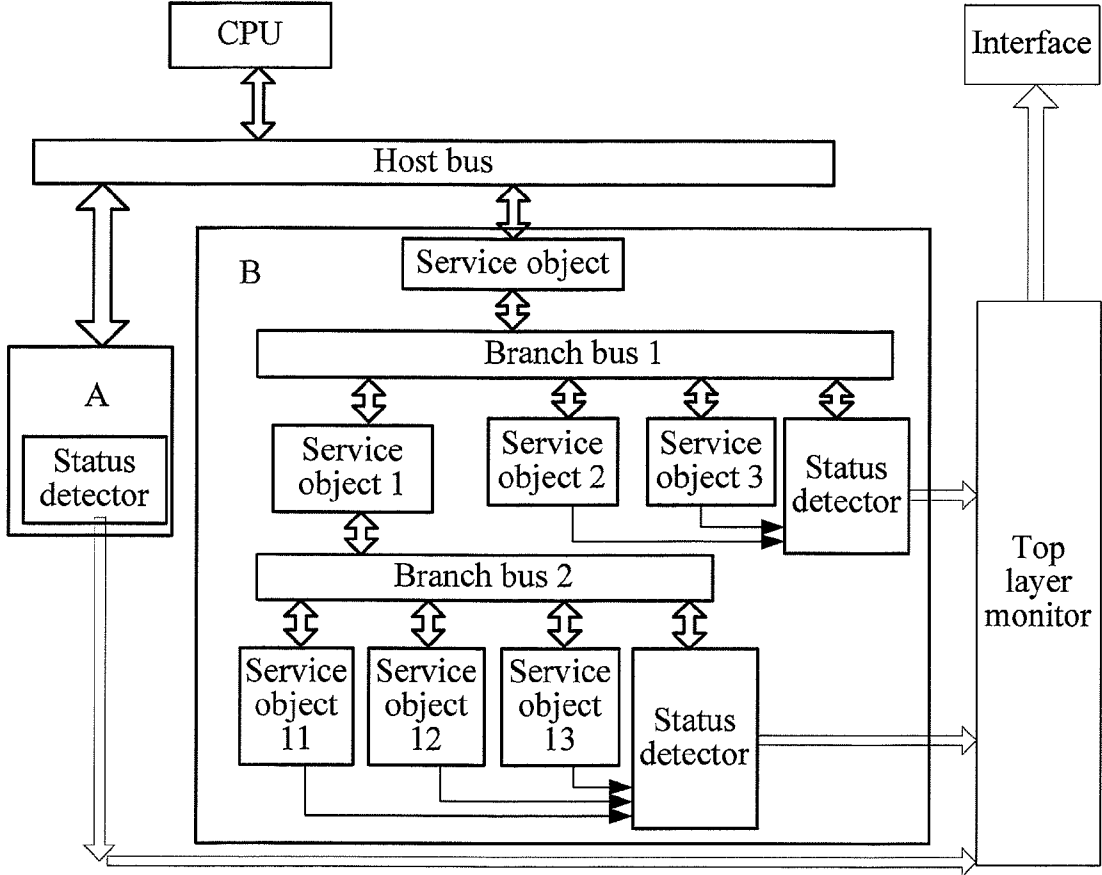 CPU
Interface
Host bus
B
Service object
Branch bus 1
A
Status
detector
Service
object 1
Service
object 2
Service
object 3
Status
detector
Branch bus 2
Service
object
11
Service
object
12
Service
object
13
Status
detector
Top
layer
monitor